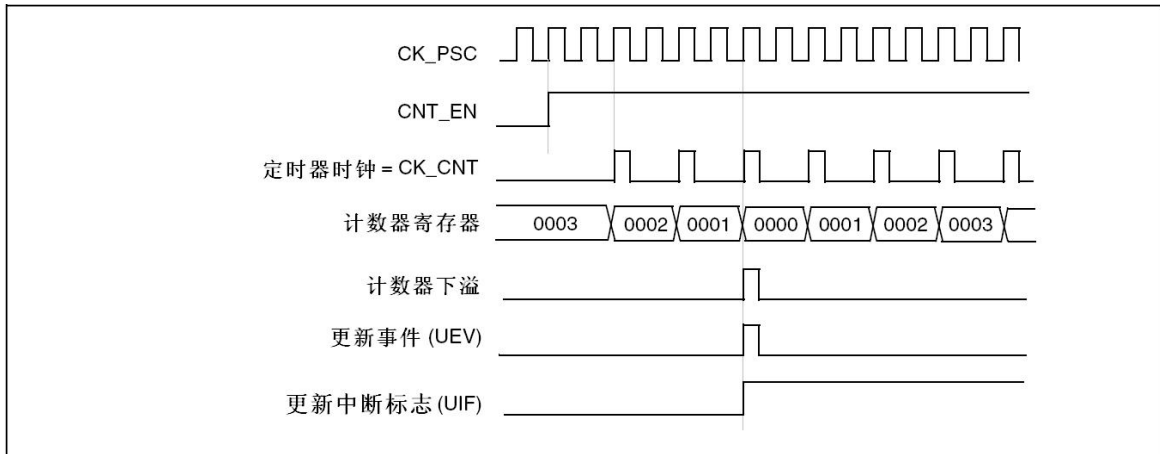 CK_PSC
CNT_EN
定时器时钟 = CK_CNT
计数器寄存器 0003 0002 0001 0000 0001 0002 0003
计数器下溢
更新事件 (UEV)
更新中断标志 (UIF)